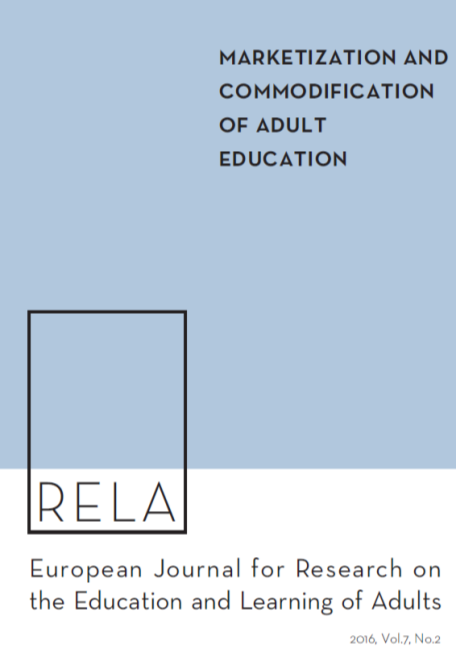 MARKETIZATION AND
COMMODIFICATION
OF ADULT
EDUCATION
RELA
European Journal for Research on
the Education and Learning of Adults
2016, Vol.7, No.2